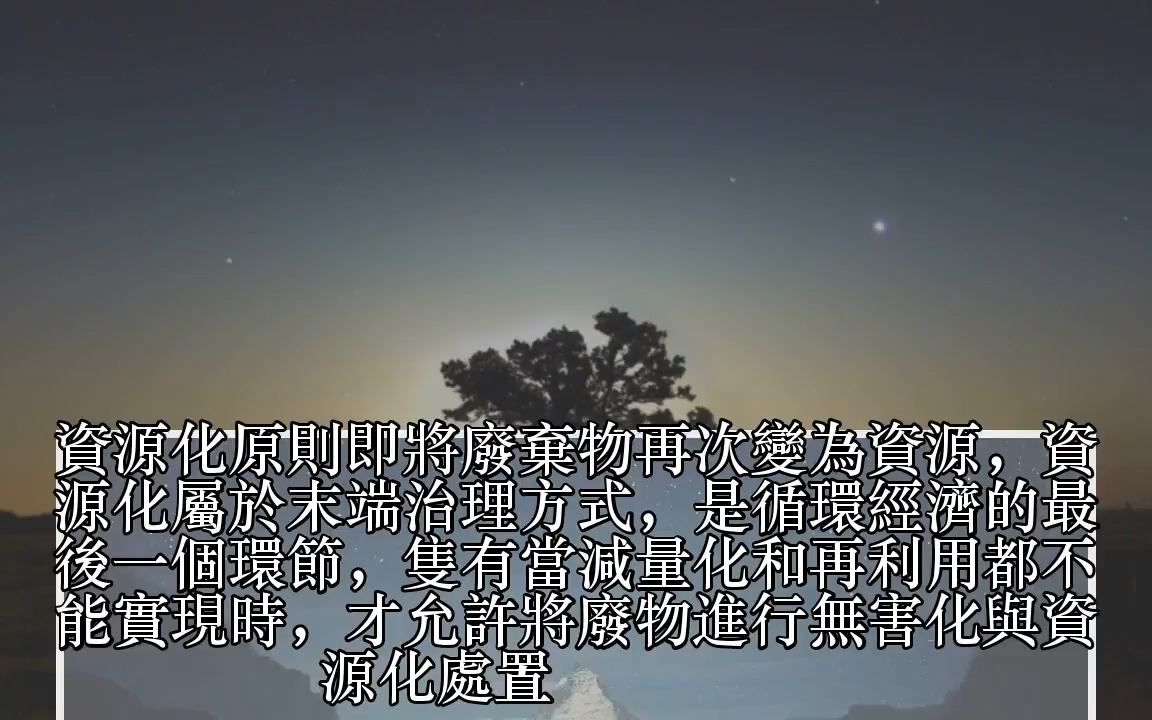 資源化原則即將廢棄物再次變為資源，資
源化屬於末端治理方式，是循環經濟的最
後一個環節，隻有當減量化和再利用都不
能實現時，才允許將廢物進行無害化與資
源化處置